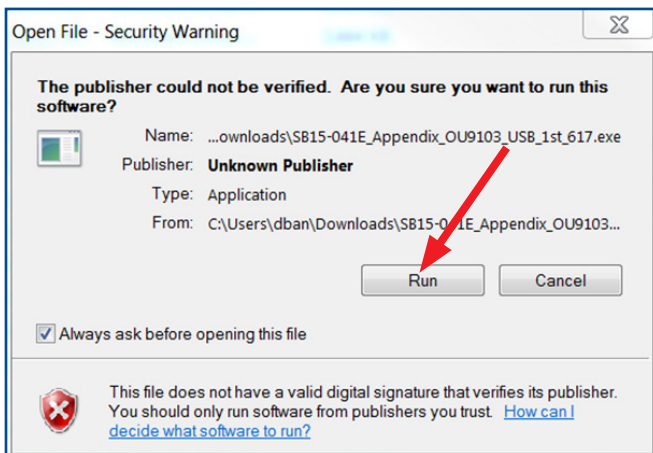 Open File - Security Warning
The publisher could not be verified. Are you sure you want to run this
software?
Name: ...ownloads\SB15-041E_Appendix_OU9103_USB_1st_617.exe
Publisher: Unknown Publisher
Type: Application
From: C:\Users\dban\Downloads\SB15-041E_Appendix_OU9103...
Run Cancel
Always ask before opening this file
This file does not have a valid digital signature that verifies its publisher.
You should only run software from publishers you trust. How can I
decide what software to run?